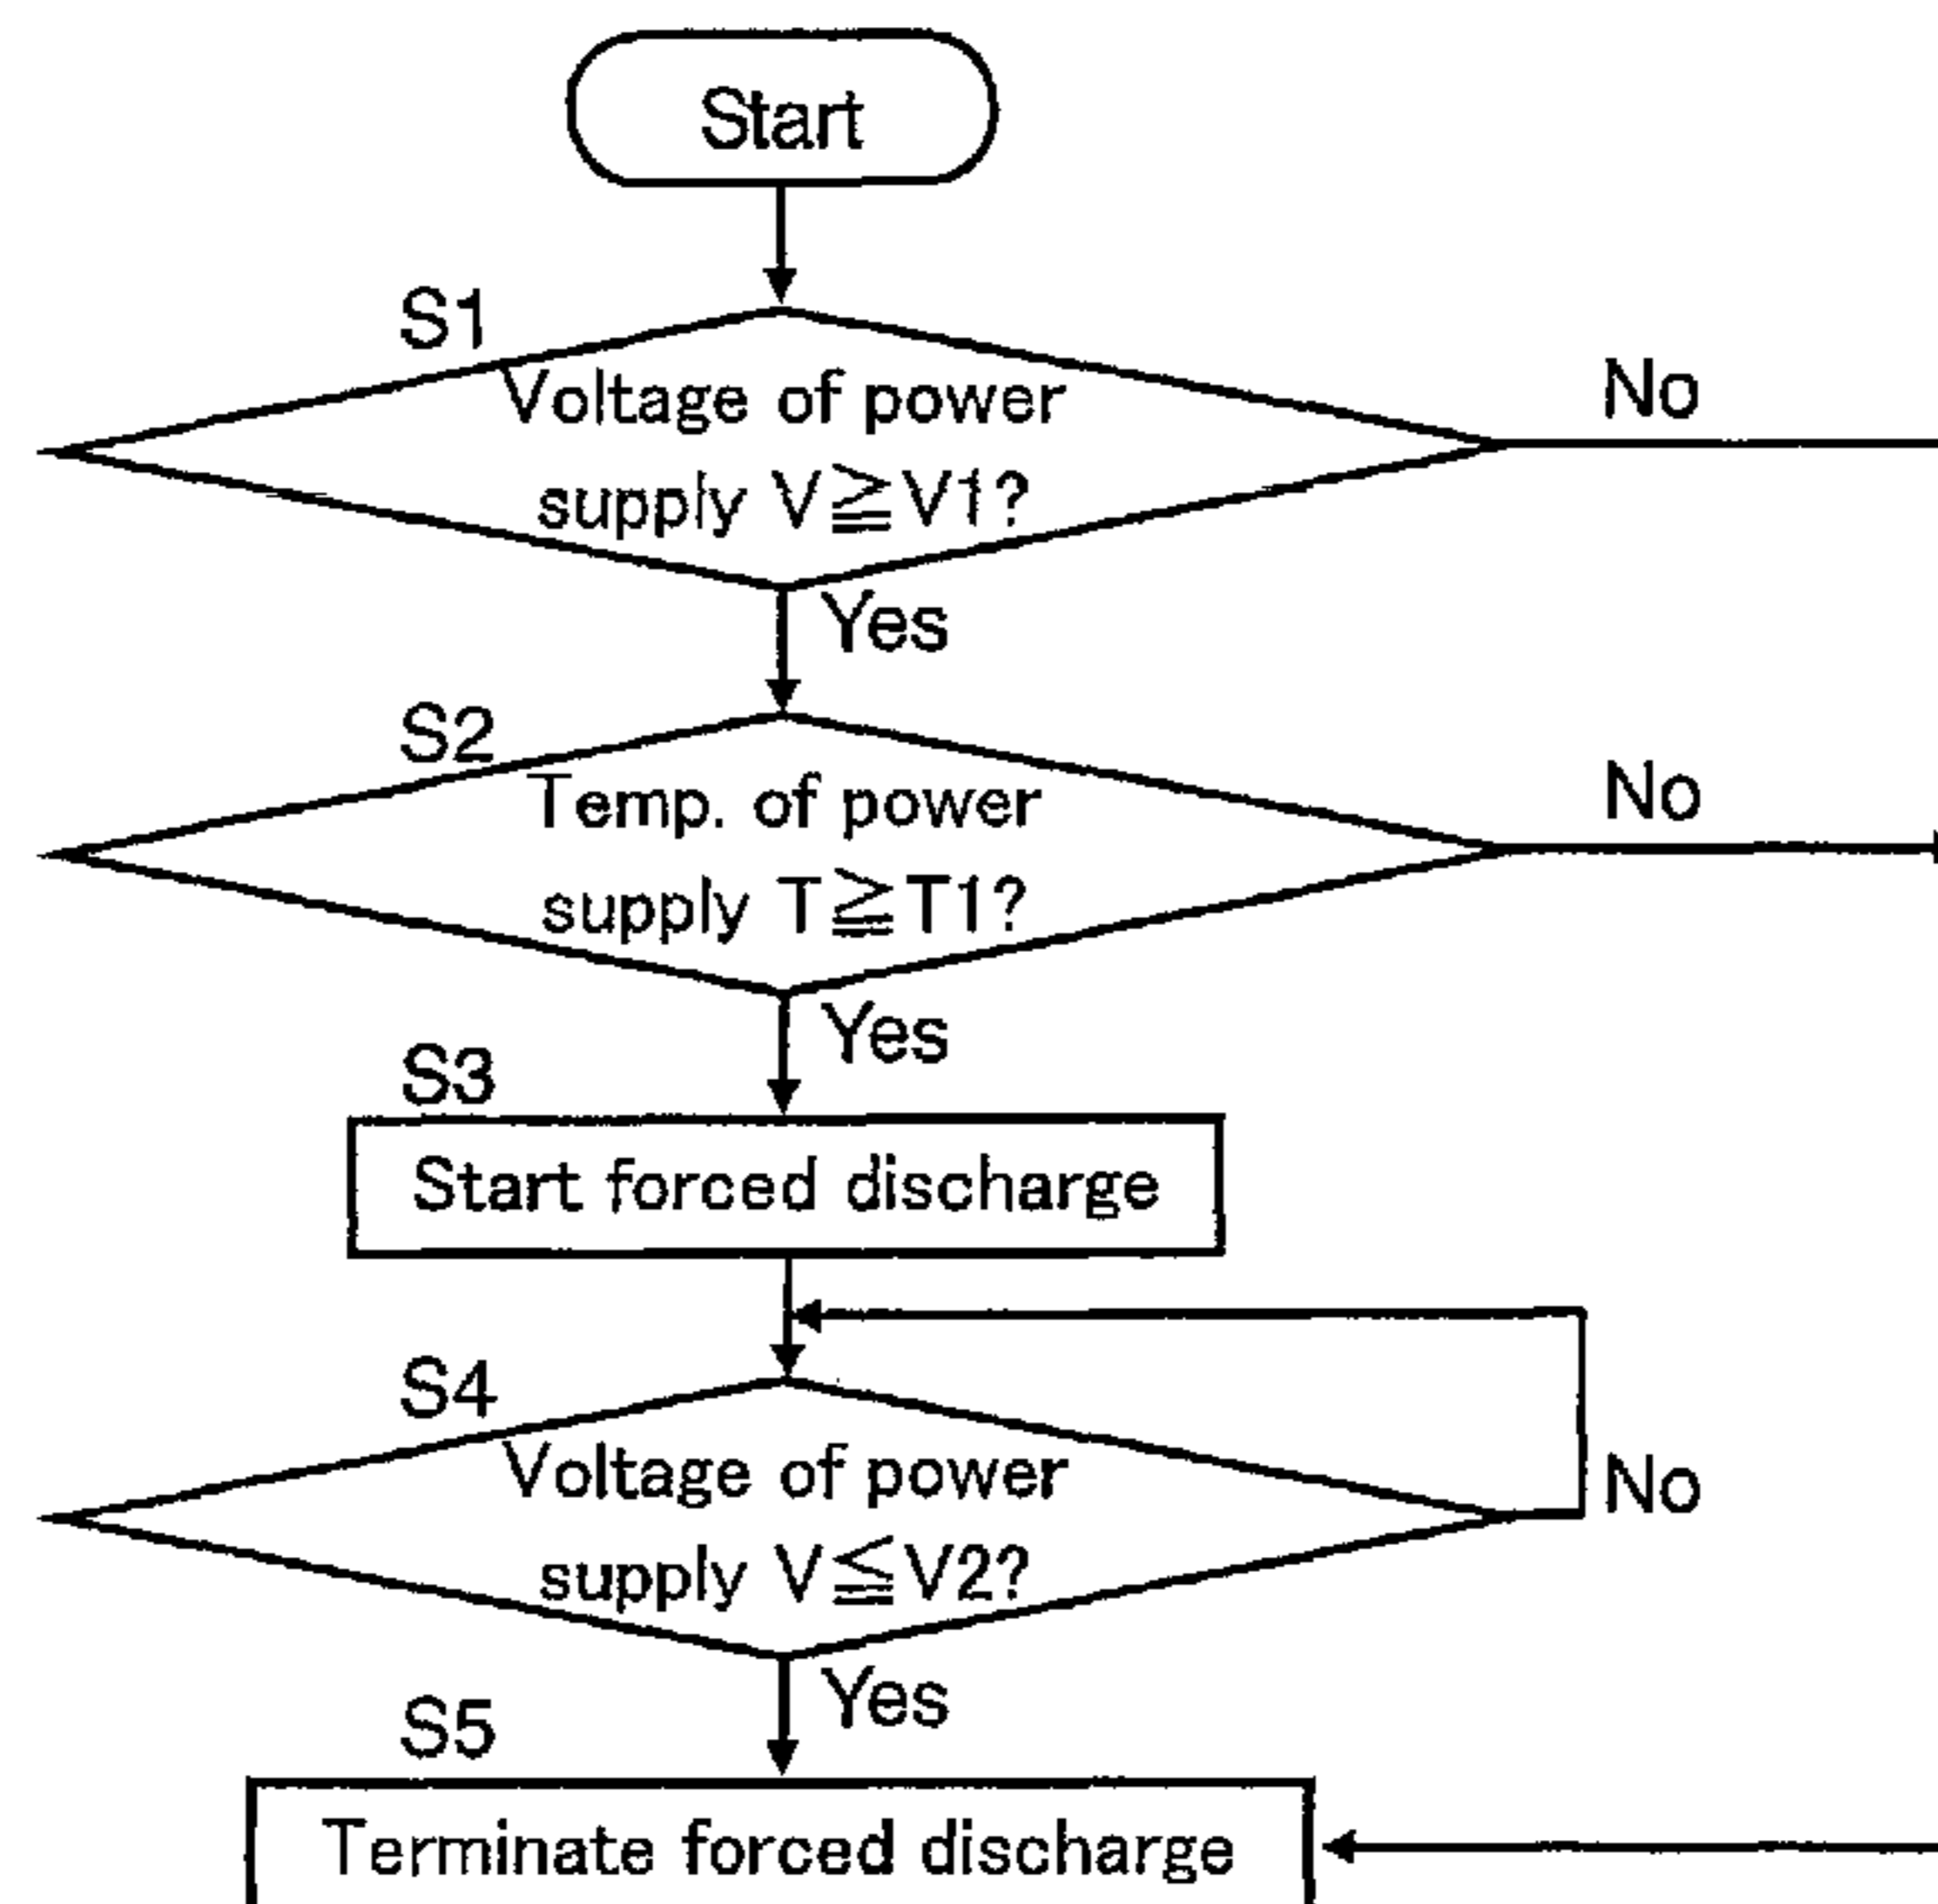 Start
S1
Voltage of power
supply V≧V1?
No
Yes
S2
Temp. of power
supply T≧T1?
No
Yes
S3
Start forced discharge
S4
Voltage of power
supply V≦V2?
No
Yes
S5
Terminate forced discharge